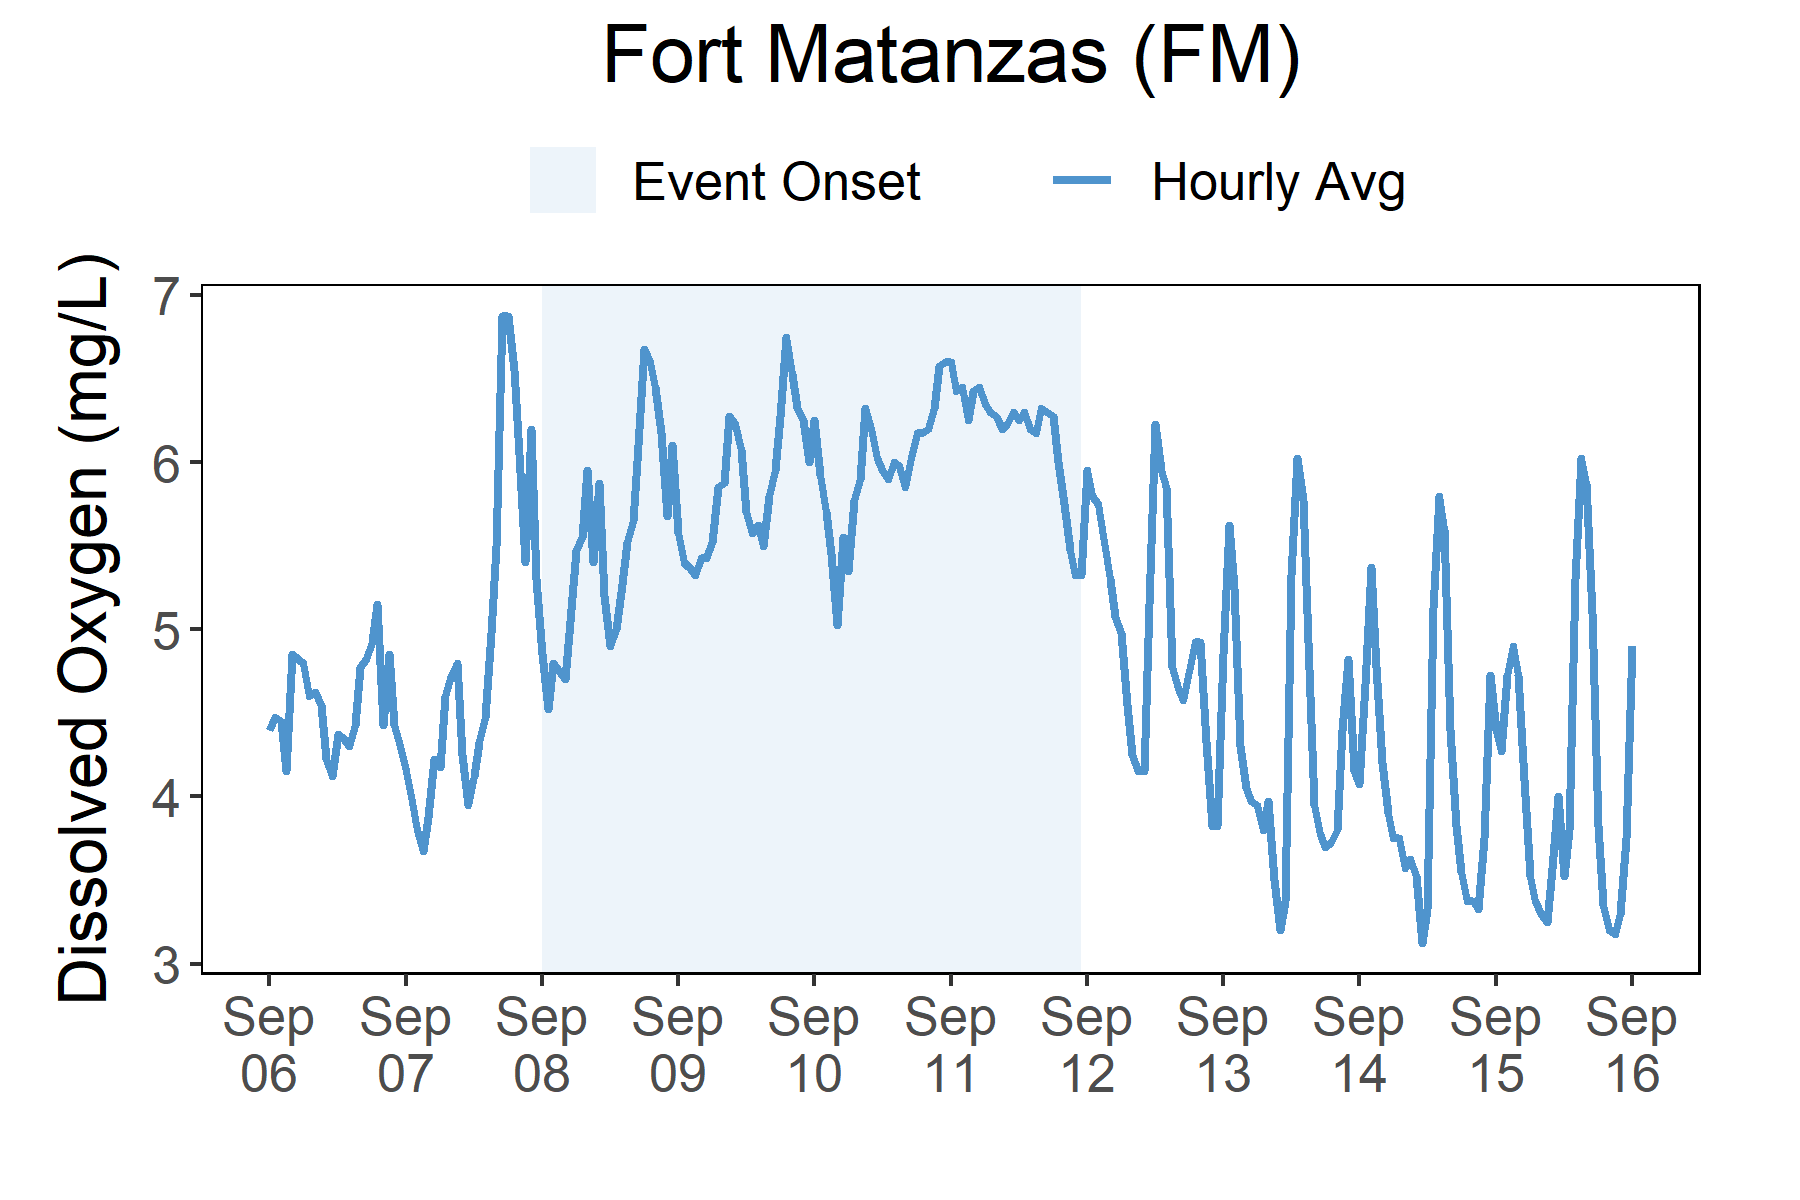 Fort Matanzas (FM)
Event Onset
Hourly Avg
Dissolved Oxygen (mg/L)
7
6
5
4
3
Sep 06
Sep 07
Sep 08
Sep 09
Sep 10
Sep 11
Sep 12
Sep 13
Sep 14
Sep 15
Sep 16